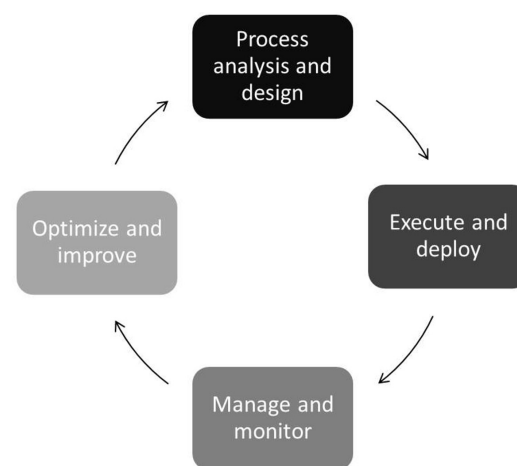 Process
analysis and
design
Execute and
deploy
Manage and
monitor
Optimize and
improve